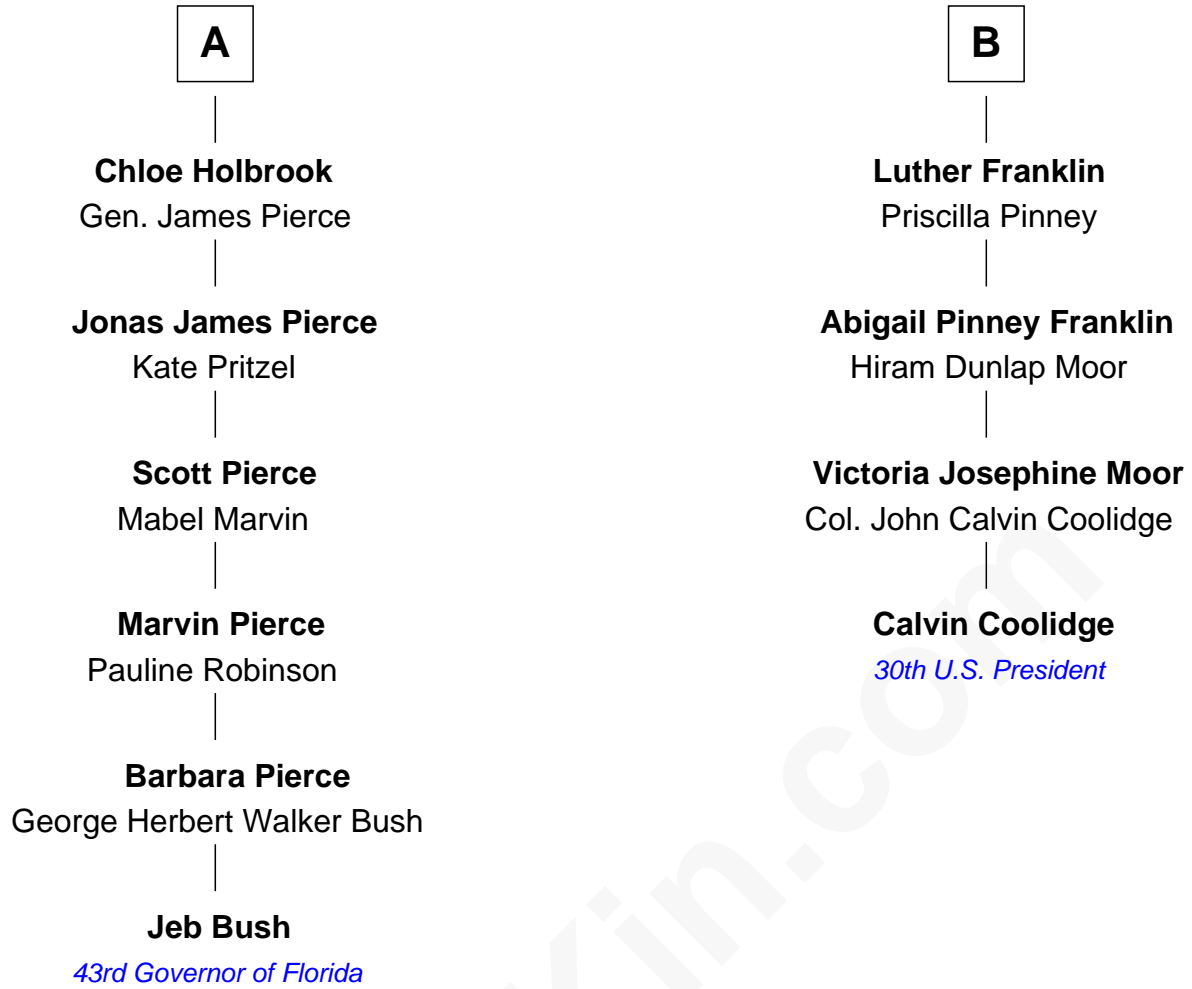 A
Chloe Holbrook
Gen. James Pierce
Jonas James Pierce
Kate Pritzel
Scott Pierce
Mabel Marvin
Marvin Pierce
Pauline Robinson
Barbara Pierce
George Herbert Walker Bush
Jeb Bush
43rd Governor of Florida
B
Luther Franklin
Priscilla Pinney
Abigail Pinney Franklin
Hiram Dunlap Moor
Victoria Josephine Moor
Col. John Calvin Coolidge
Calvin Coolidge
30th U.S. President